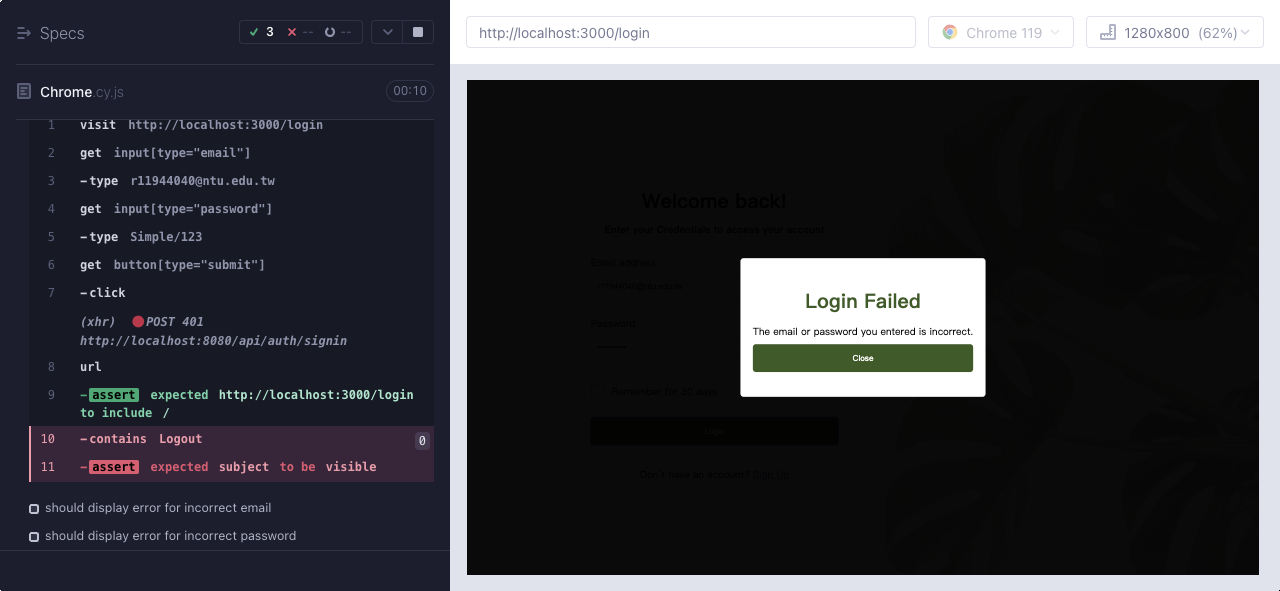 Specs
3 -- --
Chrome.cy.js
00:10
1 visit http://localhost:3000/login
2 get input[type="email"]
3 -type r11944040@ntu.edu.tw
4 get input[type="password"]
5 -type Simple/123
6 get button[type="submit"]
7 -click
(xhr) POST 401
http://localhost:8080/api/auth/signin
8 url
9 -assert expected http://localhost:3000/login
to include /
10 -contains Logout 0
11 -assert expected subject to be visible
should display error for incorrect email
should display error for incorrect password
http://localhost:3000/login
Chrome 119
1280x800 (62%)
Welcome back!
Enter your Credentials to access your account
Email address
r11944040@ntu.edu.tw
Password
Remember for 30 days
Login
Don't have an account? Sign Up
Login Failed
The email or password you entered is incorrect.
Close